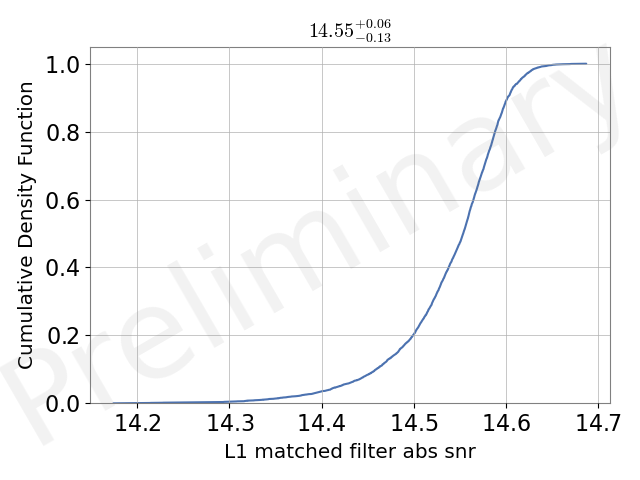 14.55+0.06 −0.13
1.0
0.8
0.6
0.4
0.2
0.0
Cumulative Density Function
14.2 14.3 14.4 14.5 14.6 14.7
L1 matched filter abs snr
Preliminary